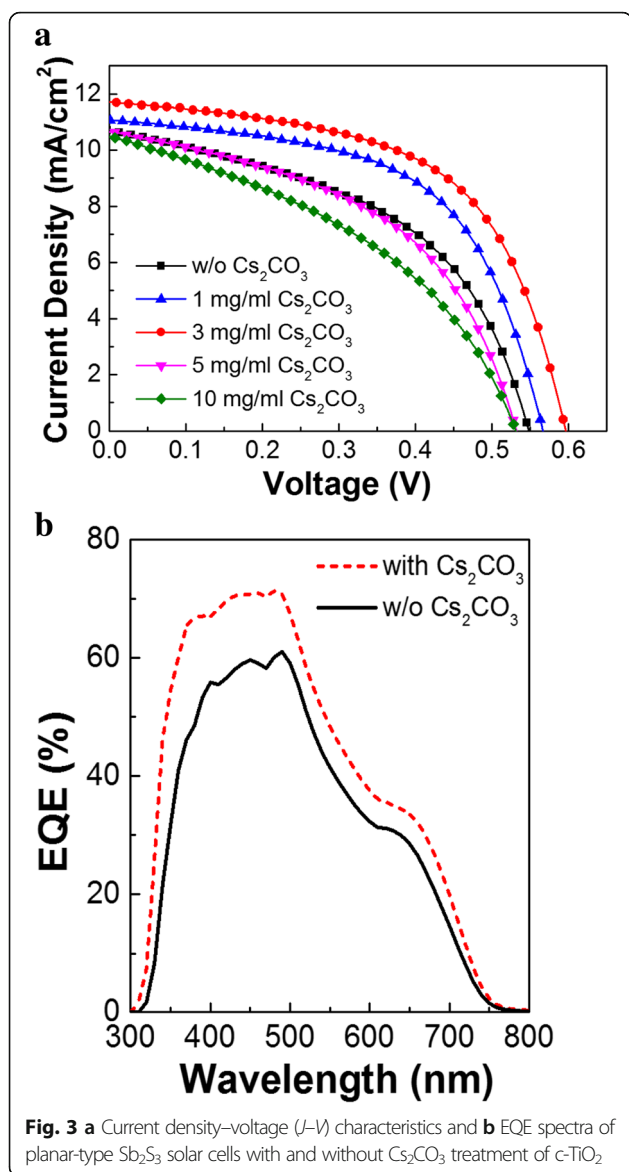 a
12
10
8
6
4
2
0
Current Density (mA/cm²)
w/o Cs₂CO₃
1 mg/ml Cs₂CO₃
3 mg/ml Cs₂CO₃
5 mg/ml Cs₂CO₃
10 mg/ml Cs₂CO₃
0.0 0.1 0.2 0.3 0.4 0.5 0.6
Voltage (V)
b
80
60
40
20
0
EQE (%)
with Cs₂CO₃
w/o Cs₂CO₃
300 400 500 600 700 800
Wavelength (nm)
Fig. 3 a Current density–voltage (J–V) characteristics and b EQE spectra of
planar-type Sb₂S₃ solar cells with and without Cs₂CO₃ treatment of c-TiO₂